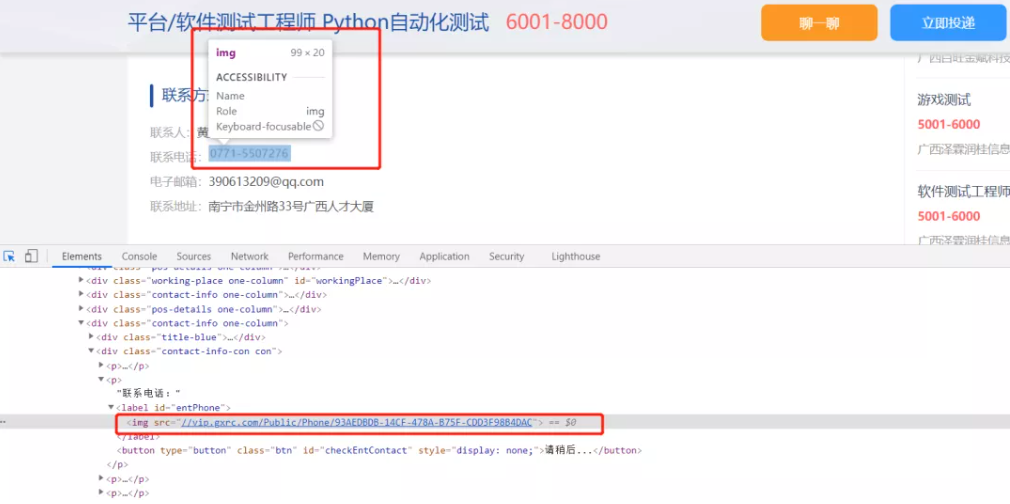 平台/软件测试工程师 Python自动化测试 6001-8000
聊一聊
立即投递
img 99 × 20
ACCESSIBILITY
Name
Role img
Keyboard-focusable
联系方
联系人：黄
联系电话：0771-5507276
电子邮箱：390613209@qq.com
联系地址：南宁市金州路33号广西人才大厦
游戏测试
5001-6000
广西泽霖润桂信息
软件测试工程师
5001-6000
广西泽霖润桂信息
Elements Console Sources Network Performance Memory Application Security Lighthouse
<div class="pos-details one-column">…</div>
<div class="working-place one-column" id="workingPlace">…</div>
<div class="contact-info one-column">…</div>
<div class="pos-details one-column">…</div>
<div class="contact-info one-column">
<div class="title-blue">…</div>
<div class="contact-info-con con">
<p>…</p>
<p>
"联系电话："
<label id="entPhone">
<img src="//vip.gxrc.com/Public/Phone/93AEDBDB-14CF-478A-B75F-CDD3F98B4DAC"> == $0
</label>
<button type="button" class="btn" id="checkEntContact" style="display: none;">请稍后...</button>
</p>
<p>…</p>
<p>…</p>